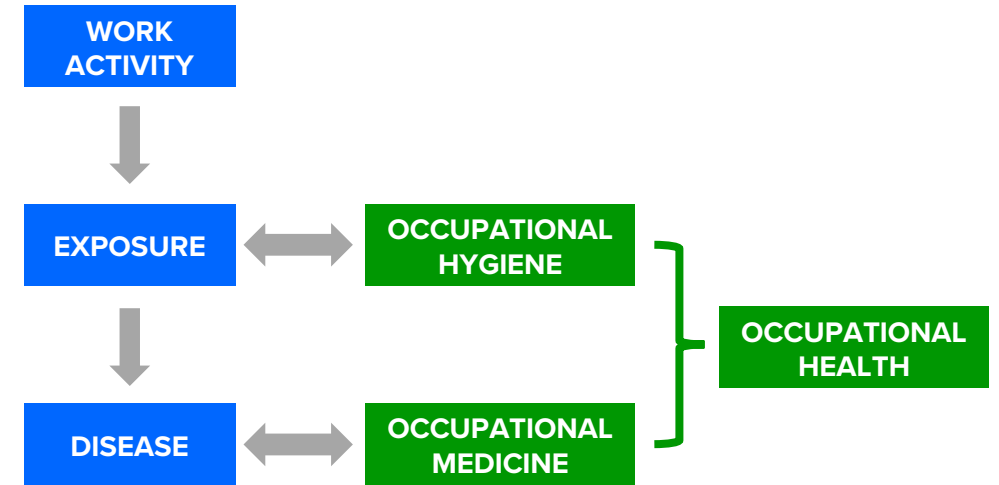 WORK
ACTIVITY
EXPOSURE
OCCUPATIONAL
HYGIENE
OCCUPATIONAL
HEALTH
DISEASE
OCCUPATIONAL
MEDICINE